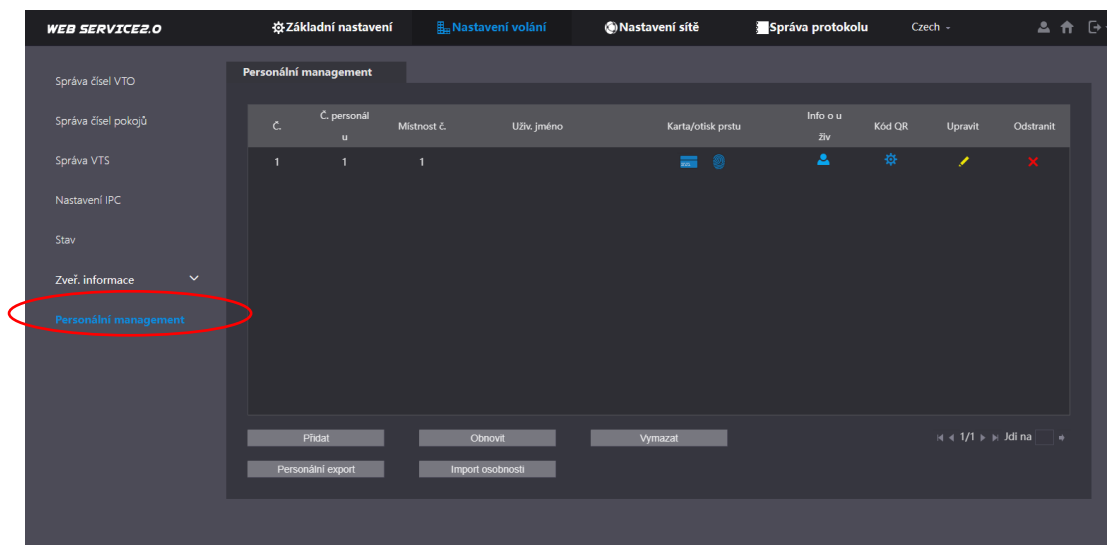 WEB SERVICE2.0 Základní nastavení Nastavení volání Nastavení sítě Správa protokolu Czech
Personální management
Správa čísel VTO
Správa čísel pokojů
Správa VTS
Nastavení IPC
Stav
Zveř. informace
Personální management
Č. Č. personál
u Místnost č. Uživ. jméno Karta/otisk prstu Info o u
živ Kód QR Upravit Odstranit
1 1 1
Přidat Obnovit Vymazat 1/1 Jdi na
Personální export Import osobnosti